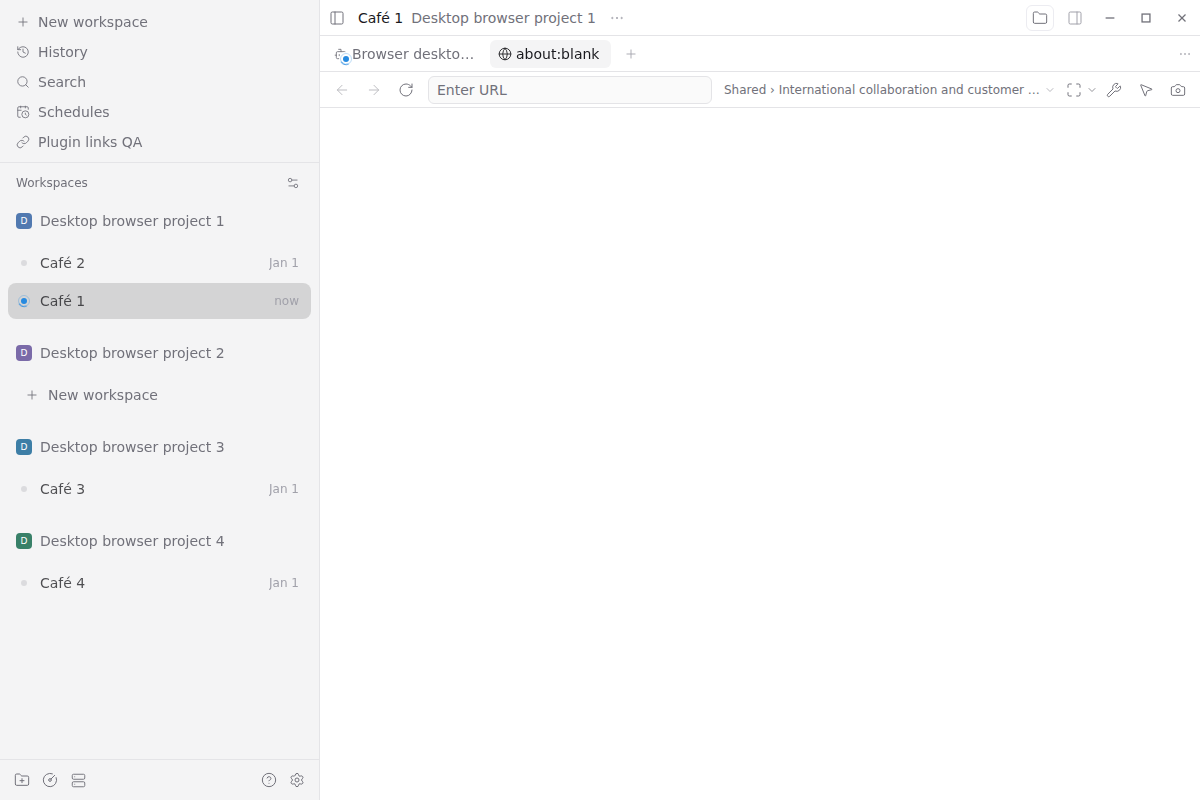 New workspace
History
Search
Schedules
Plugin links QA
Workspaces
D Desktop browser project 1
Café 2 Jan 1
Café 1 now
D Desktop browser project 2
New workspace
D Desktop browser project 3
Café 3 Jan 1
D Desktop browser project 4
Café 4 Jan 1
Café 1 Desktop browser project 1
Browser deskto... about:blank
Enter URL Shared › International collaboration and customer ...